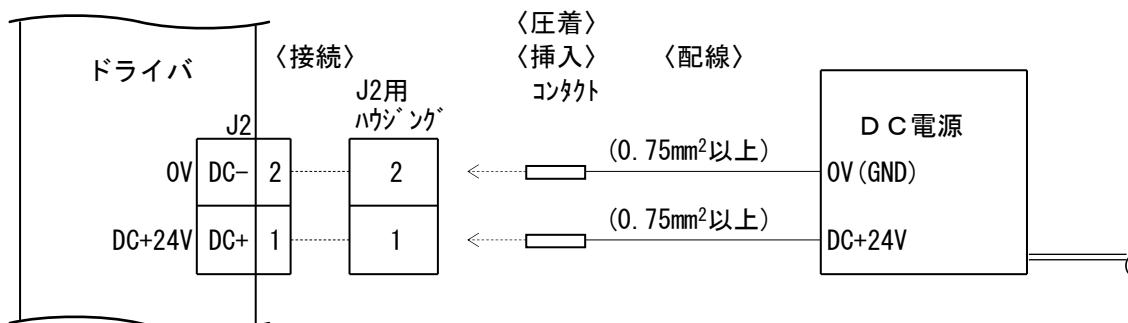 〈圧着〉
〈接続〉 〈挿入〉 〈配線〉
ドライバ
J2用 コンタクト
ハウジング
J2 DC電源
(0.75mm²以上)
0V DC- 2 2 0V(GND)
(0.75mm²以上)
DC+24V DC+ 1 1 DC+24V